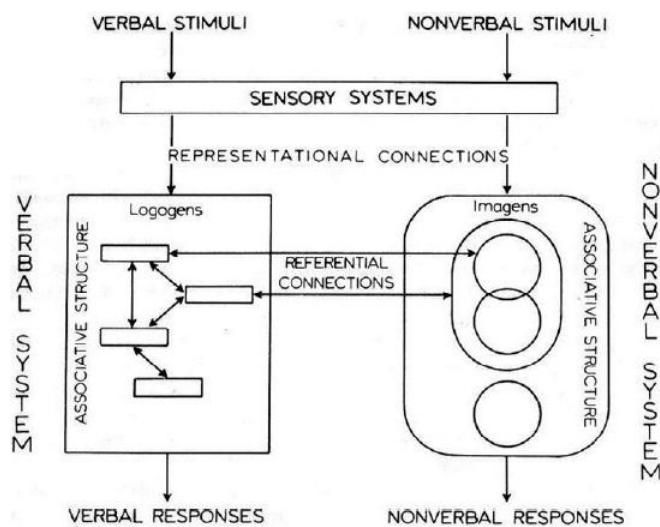 VERBAL STIMULI
NONVERBAL STIMULI
SENSORY SYSTEMS
REPRESENTATIONAL CONNECTIONS
VERBAL SYSTEM
Logogens
ASSOCIATIVE STRUCTURE
REFERENTIAL
CONNECTIONS
Imagens
ASSOCIATIVE STRUCTURE
NONVERBAL SYSTEM
VERBAL RESPONSES
NONVERBAL RESPONSES